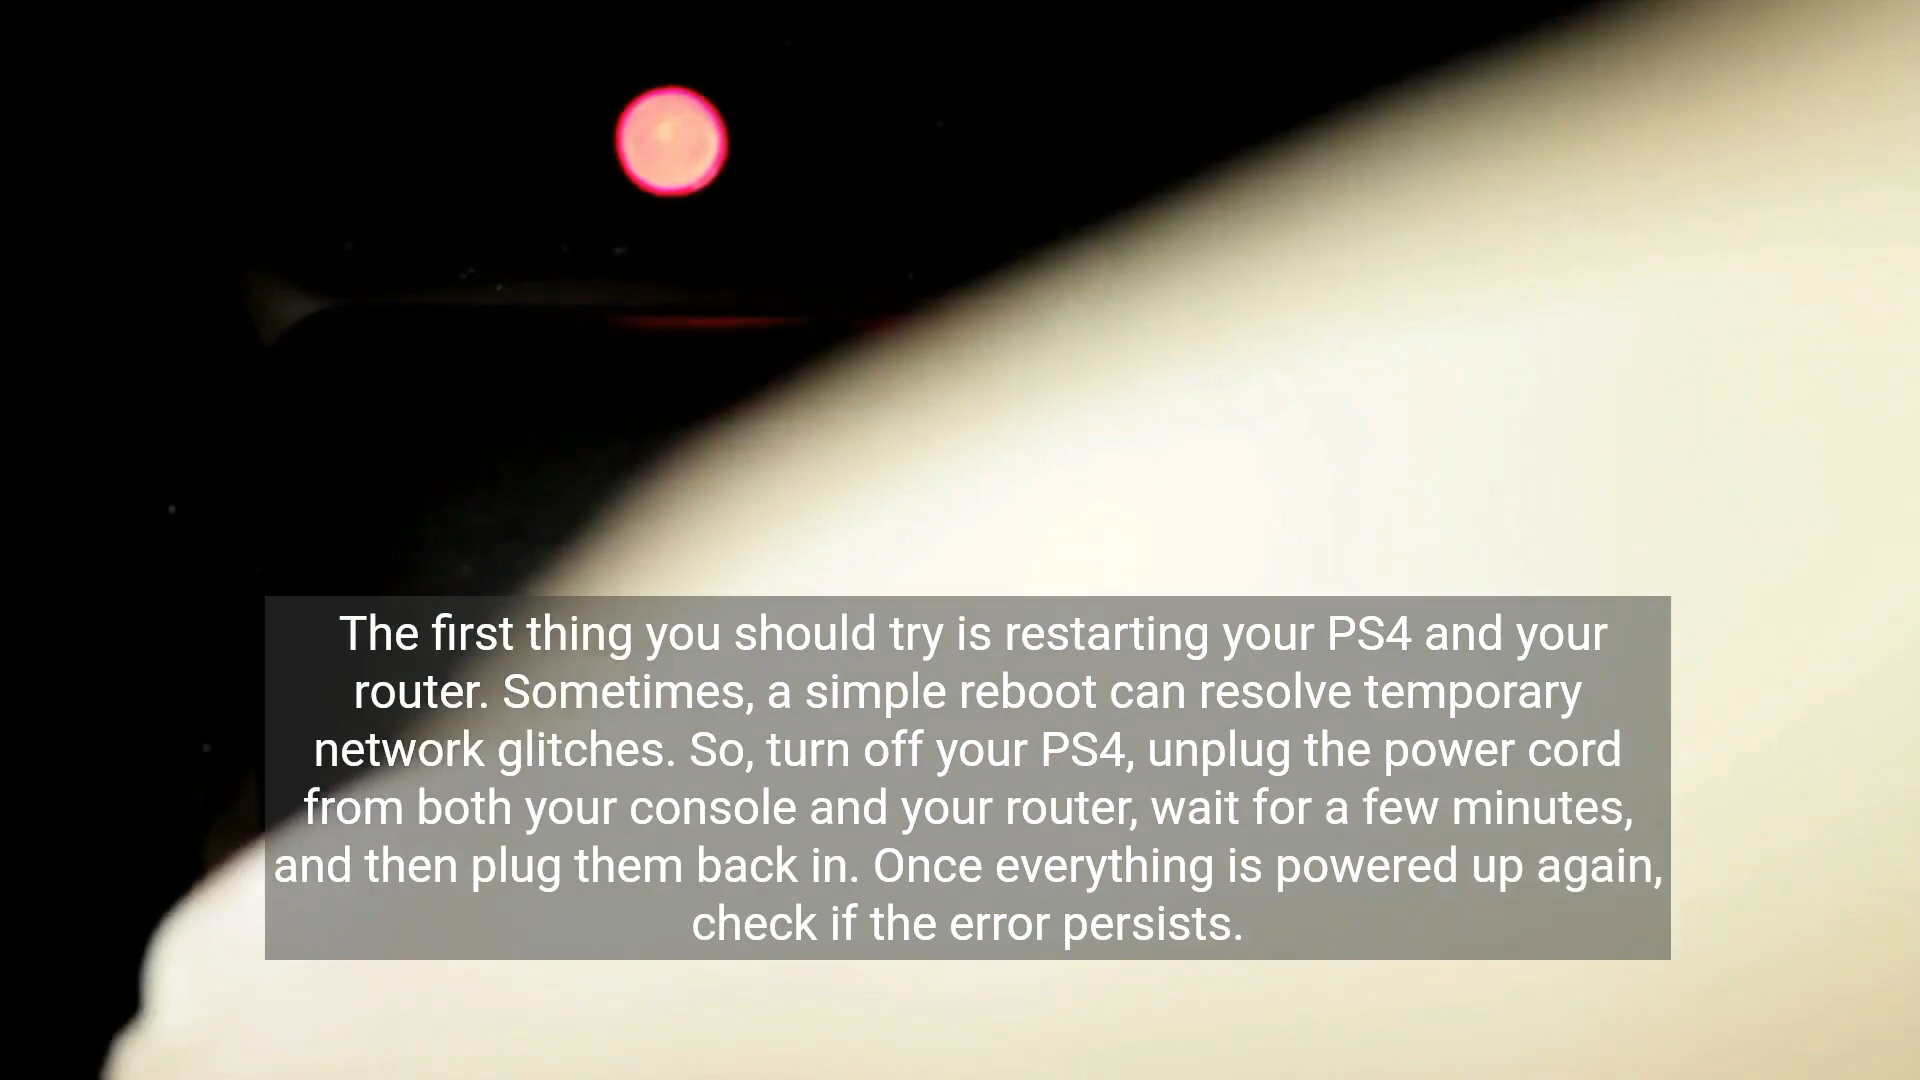 The first thing you should try is restarting your PS4 and your
router. Sometimes, a simple reboot can resolve temporary
network glitches. So, turn off your PS4, unplug the power cord
from both your console and your router, wait for a few minutes,
and then plug them back in. Once everything is powered up again,
check if the error persists.